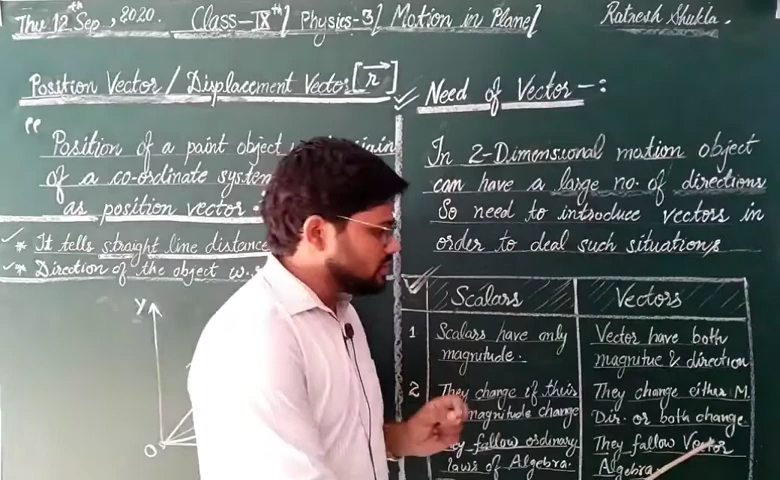 Thu 12th Sep, 2020. Class-IXth/ Physics-3/ Motion in Plane/ Ratnesh Shukla.
Position Vector / Displacement Vector [r]
"Position of a point object
of a co-ordinate system
as position vector:
* It tells straight line distance
* Direction of the object w.
Y
O
Need of Vector -:
In 2-Dimensional motion object
can have a large no. of directions
So need to introduce vectors in
order to deal such situations
Scalars Vectors
1 Scalars have only Vector have both
magnitude. magnitue & direction
2 They change if their They change either M.
magnitude change Dir. or both change.
They fallow ordinary They fallow Vector
laws of Algebra. Algebra.